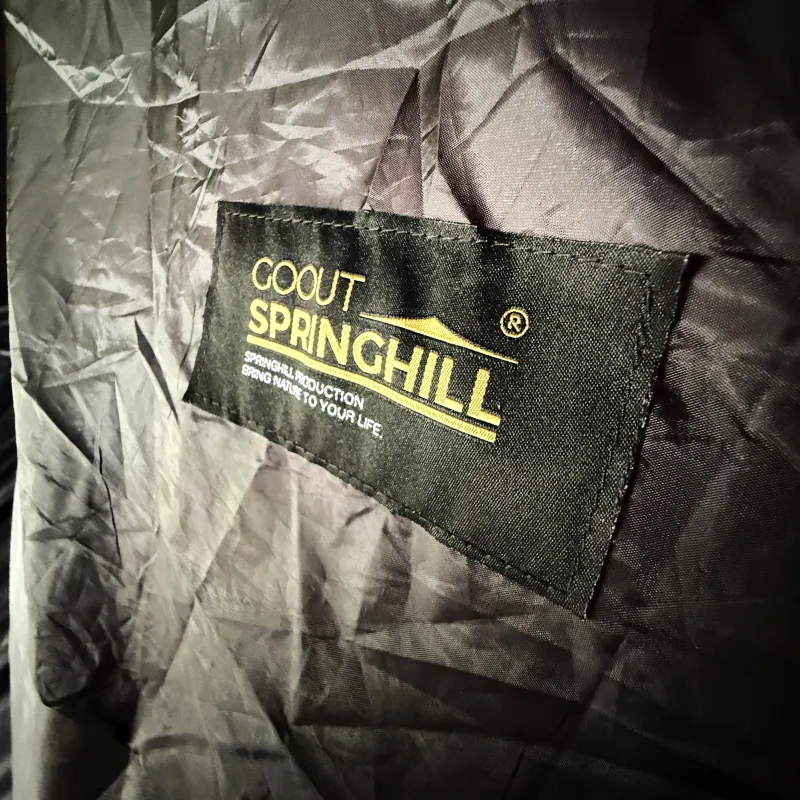 GOOUT
SPRINGHILL ®
SPRINGHILL PRODUCTION
BRING NATURE TO YOUR LIFE.